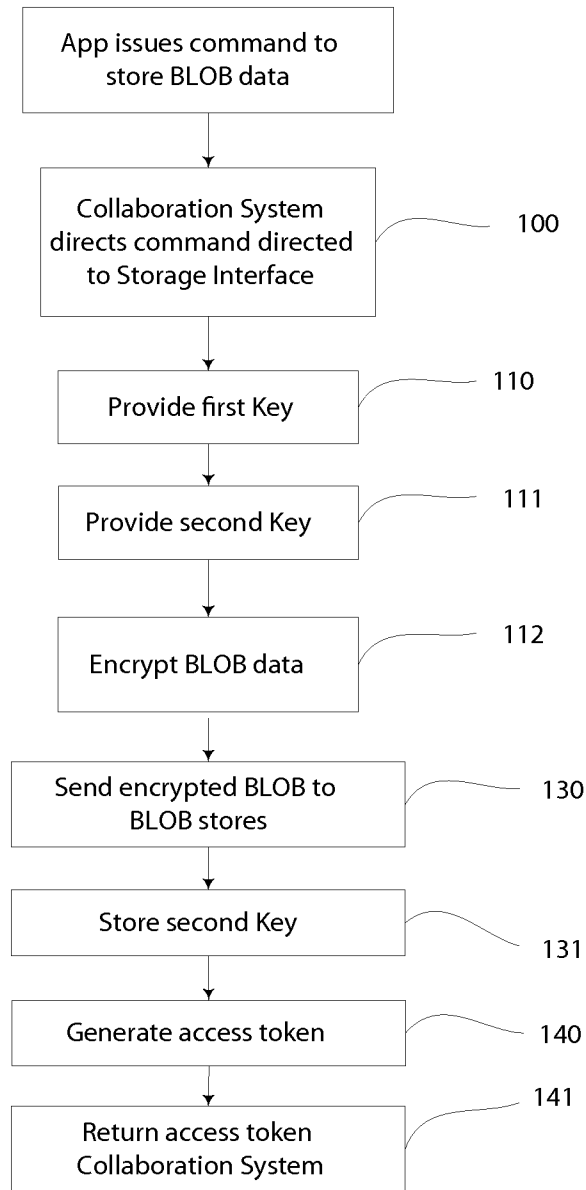 App issues command to
store BLOB data
Collaboration System
directs command directed
to Storage Interface
100
Provide first Key
110
Provide second Key
111
Encrypt BLOB data
112
Send encrypted BLOB to
BLOB stores
130
Store second Key
131
Generate access token
140
Return access token
Collaboration System
141